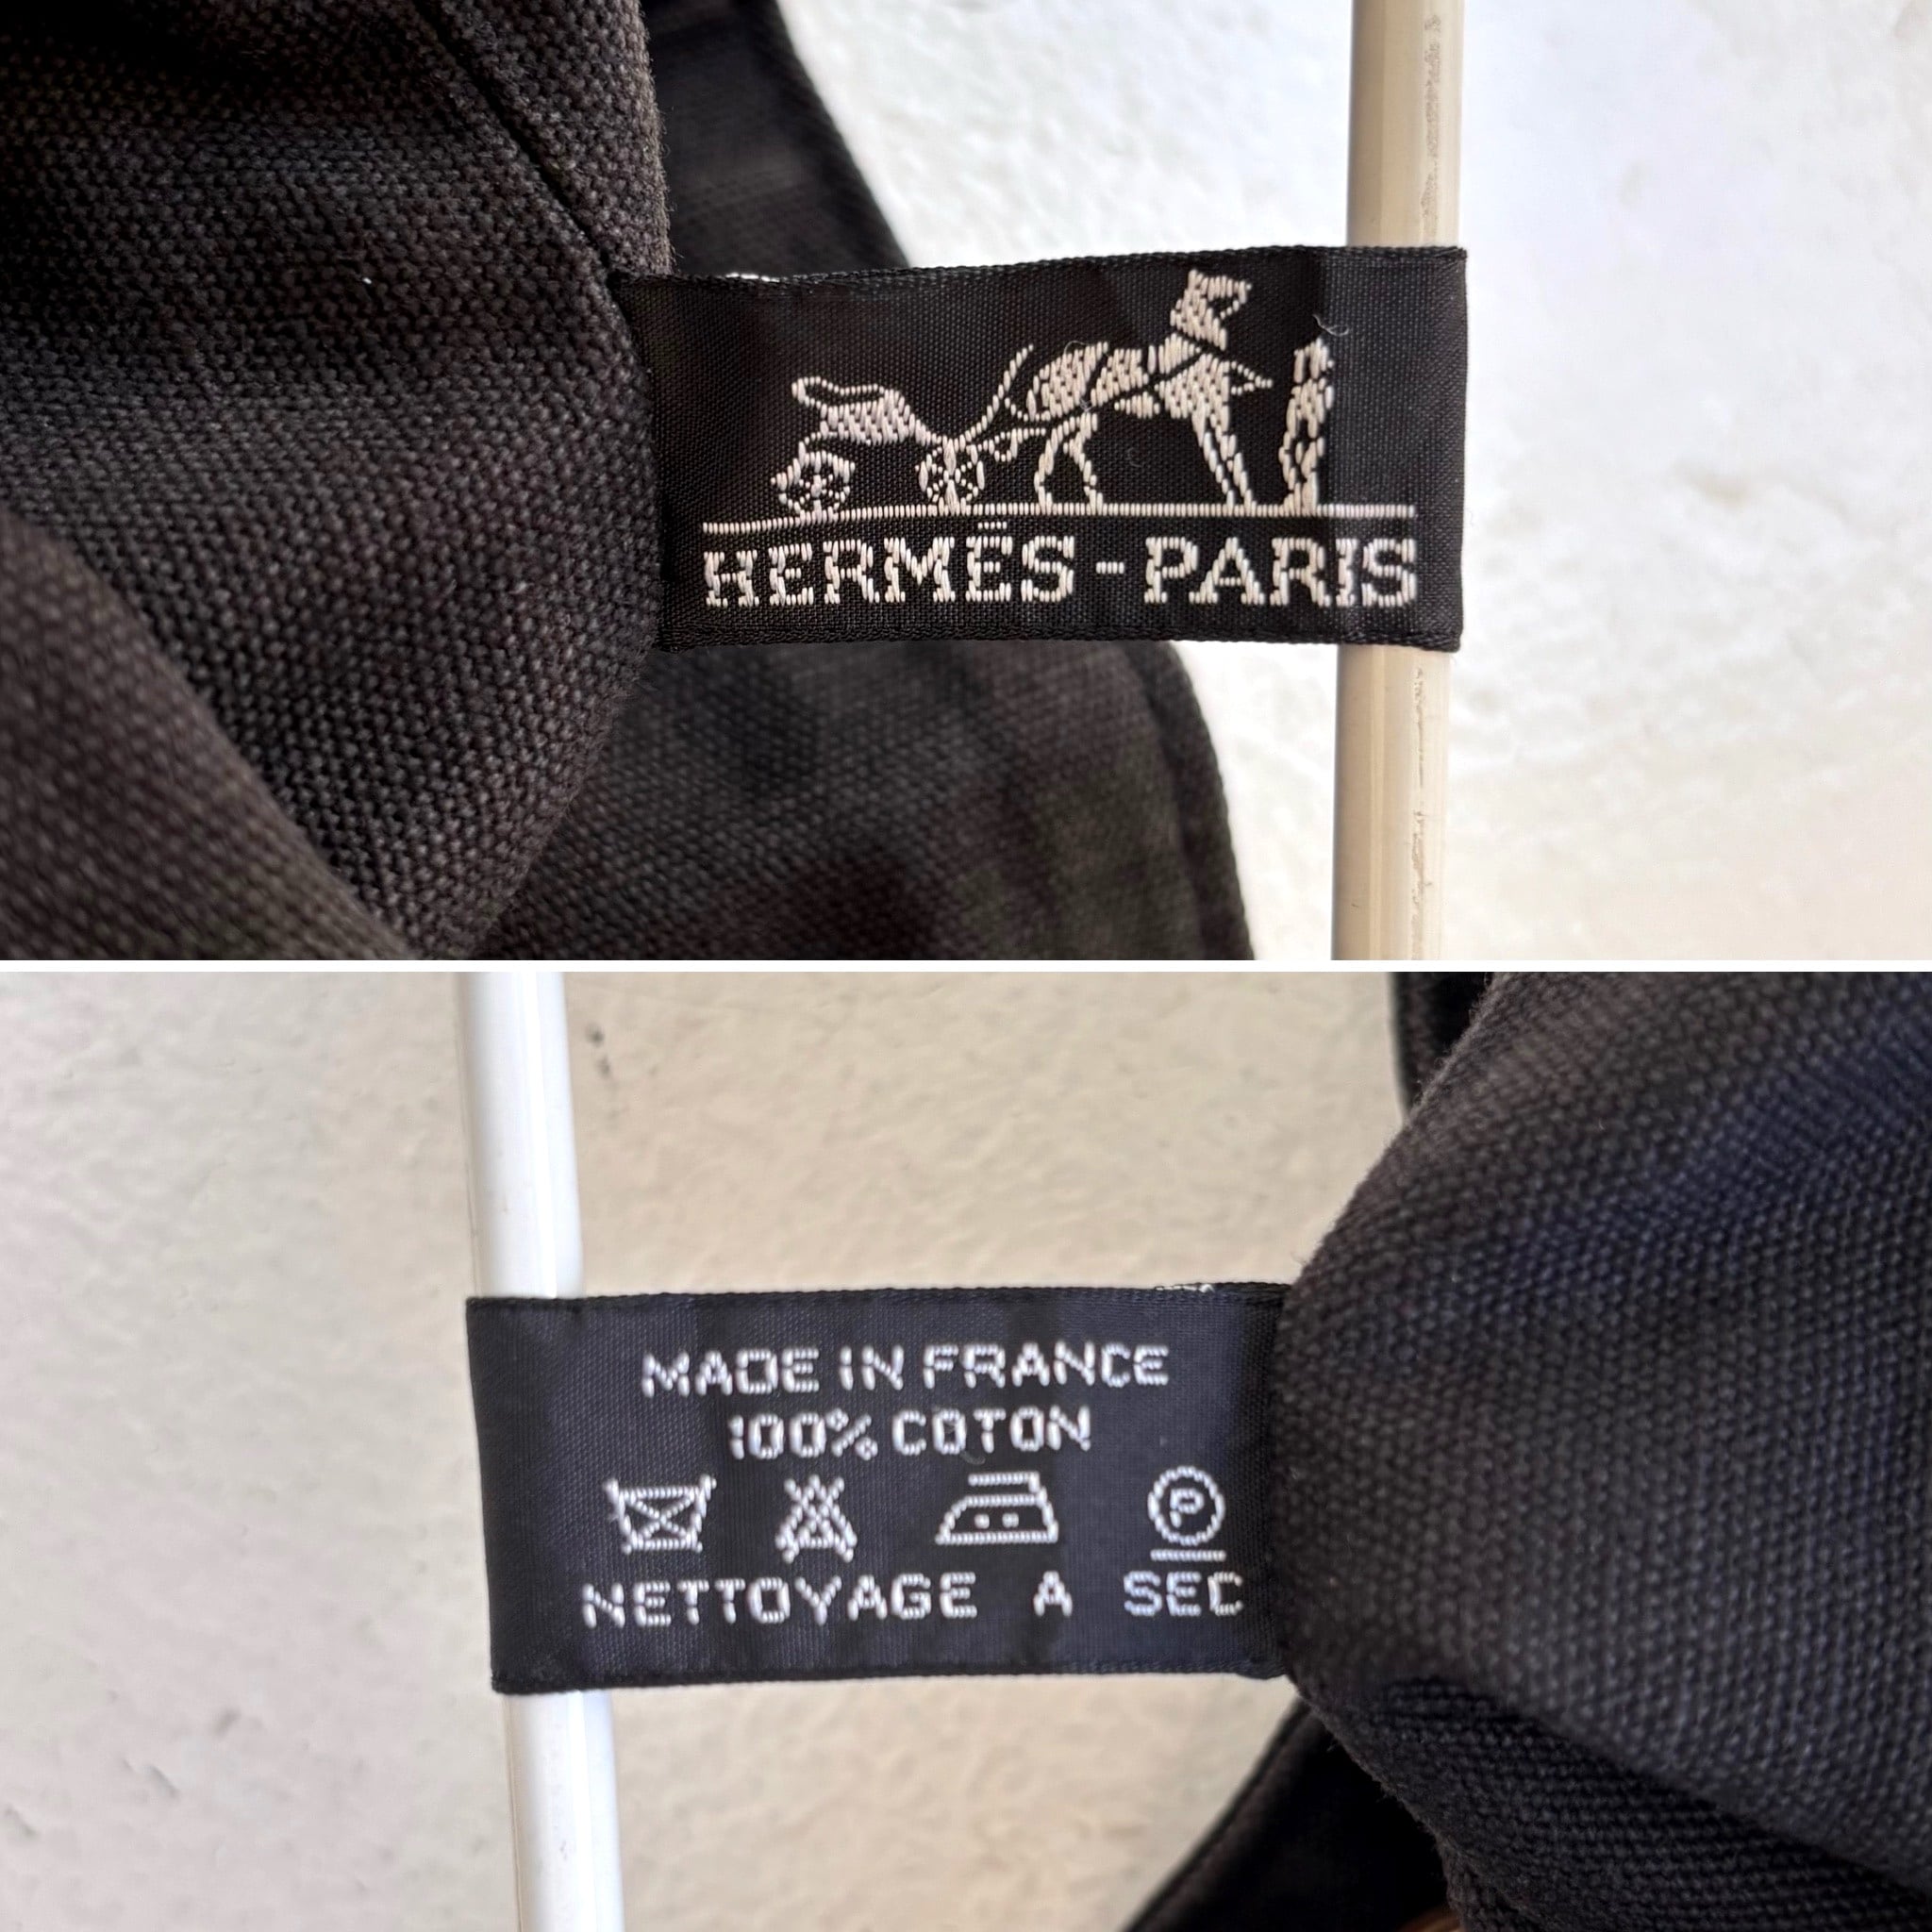 HERMÈS-PARIS
MADE IN FRANCE
100% COTON
P
NETTOYAGE A SEC